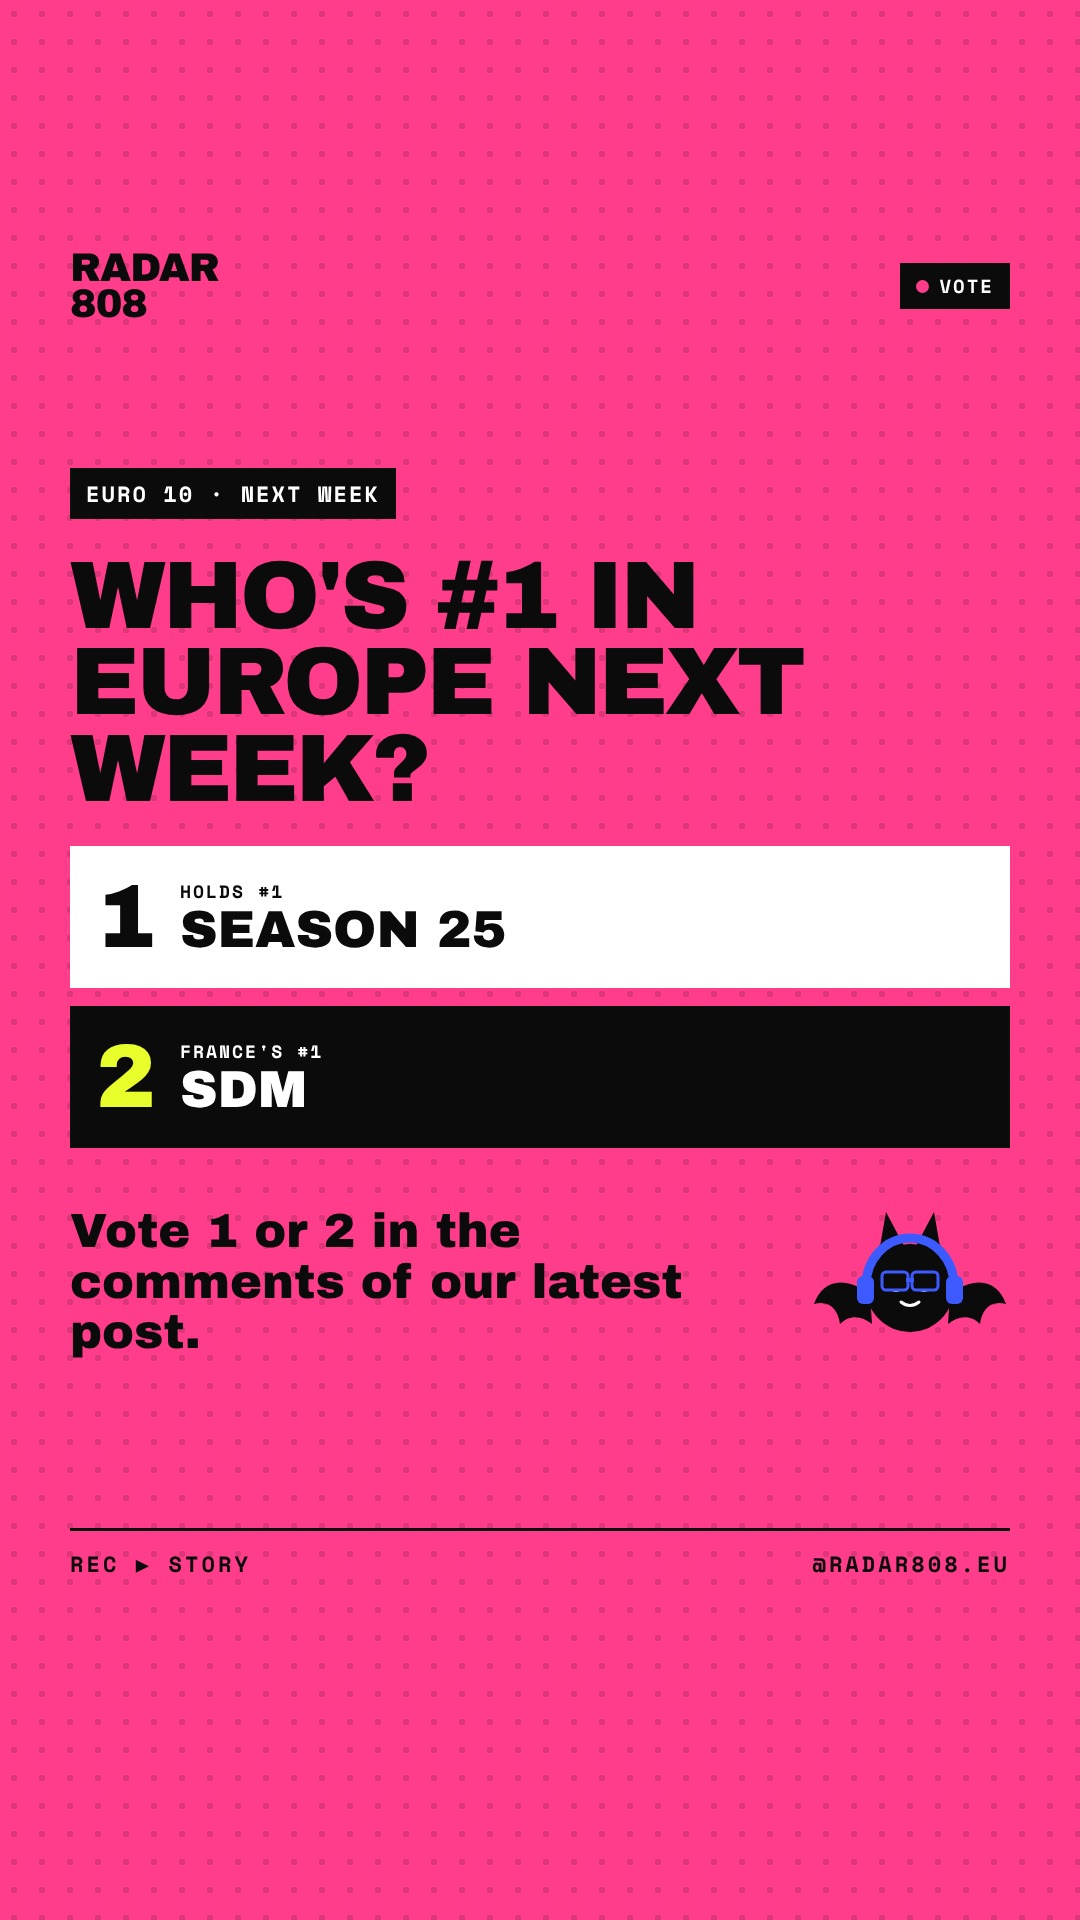 RADAR
808
VOTE
EURO 10 · NEXT WEEK
WHO'S #1 IN
EUROPE NEXT
WEEK?
1
HOLDS #1
SEASON 25
2
FRANCE'S #1
SDM
Vote 1 or 2 in the
comments of our latest
post.
REC ▶ STORY
@RADAR808.EU